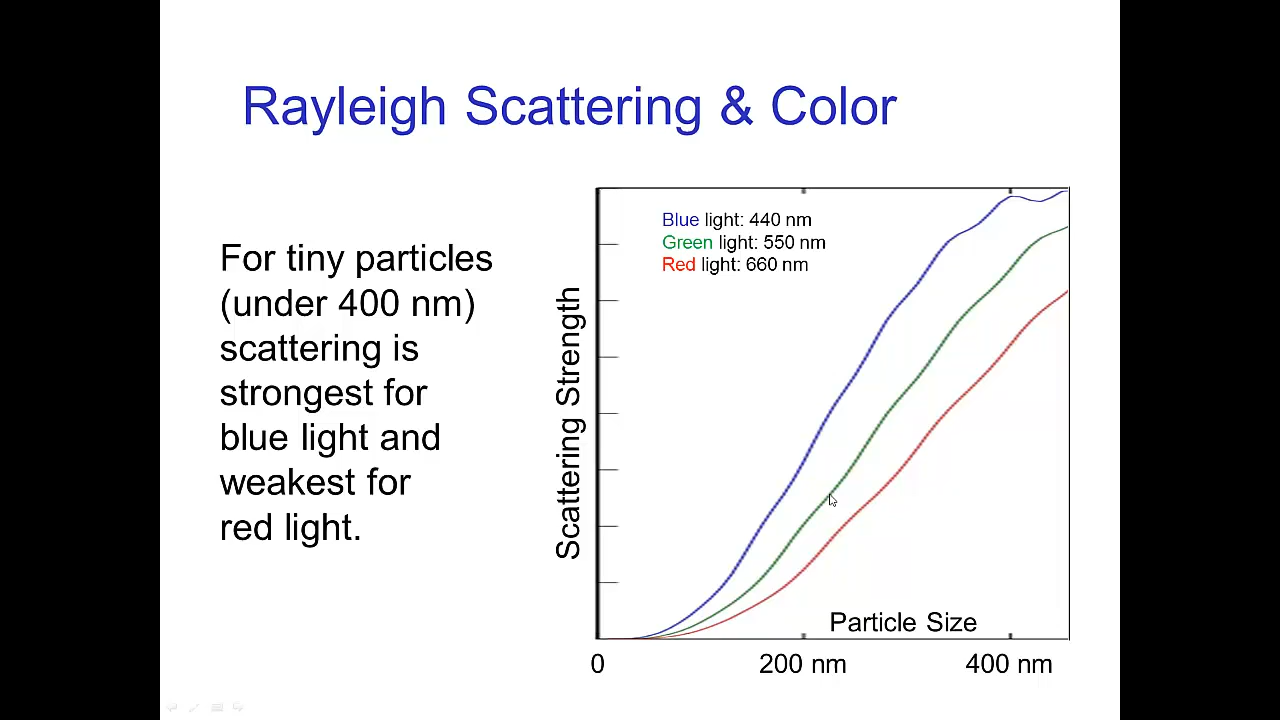 Rayleigh Scattering & Color
For tiny particles
(under 400 nm)
scattering is
strongest for
blue light and
weakest for
red light.
Blue light: 440 nm
Green light: 550 nm
Red light: 660 nm
Scattering Strength
Particle Size
0
200 nm
400 nm